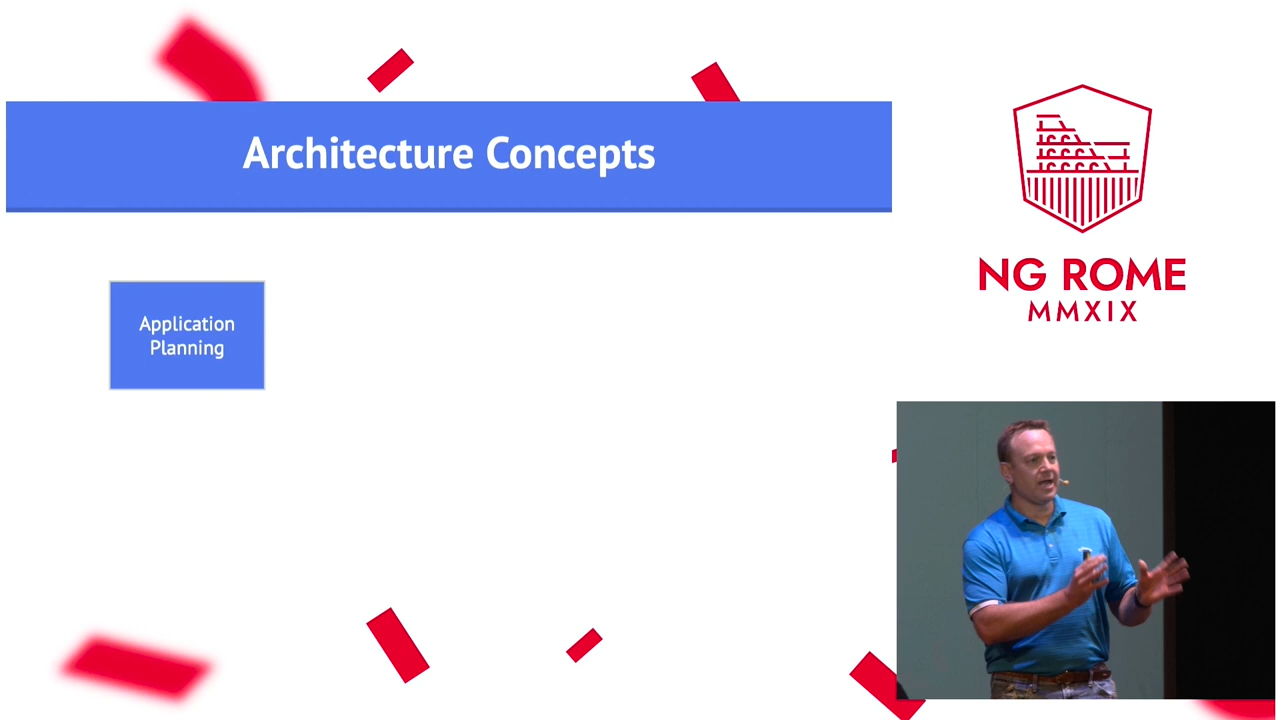 Architecture Concepts
Application
Planning
NG ROME
MMXIX